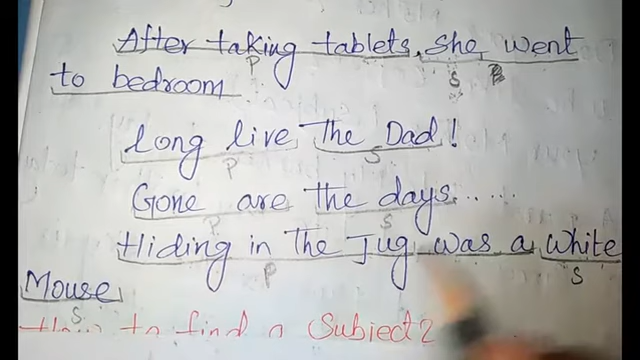 After taking tablets, she went
P S P
to bedroom
Long live The Dad!
P S
Gone are the days......
P S
Hiding in The Jug was a White
P S
Mouse
S
How to find a Subject?